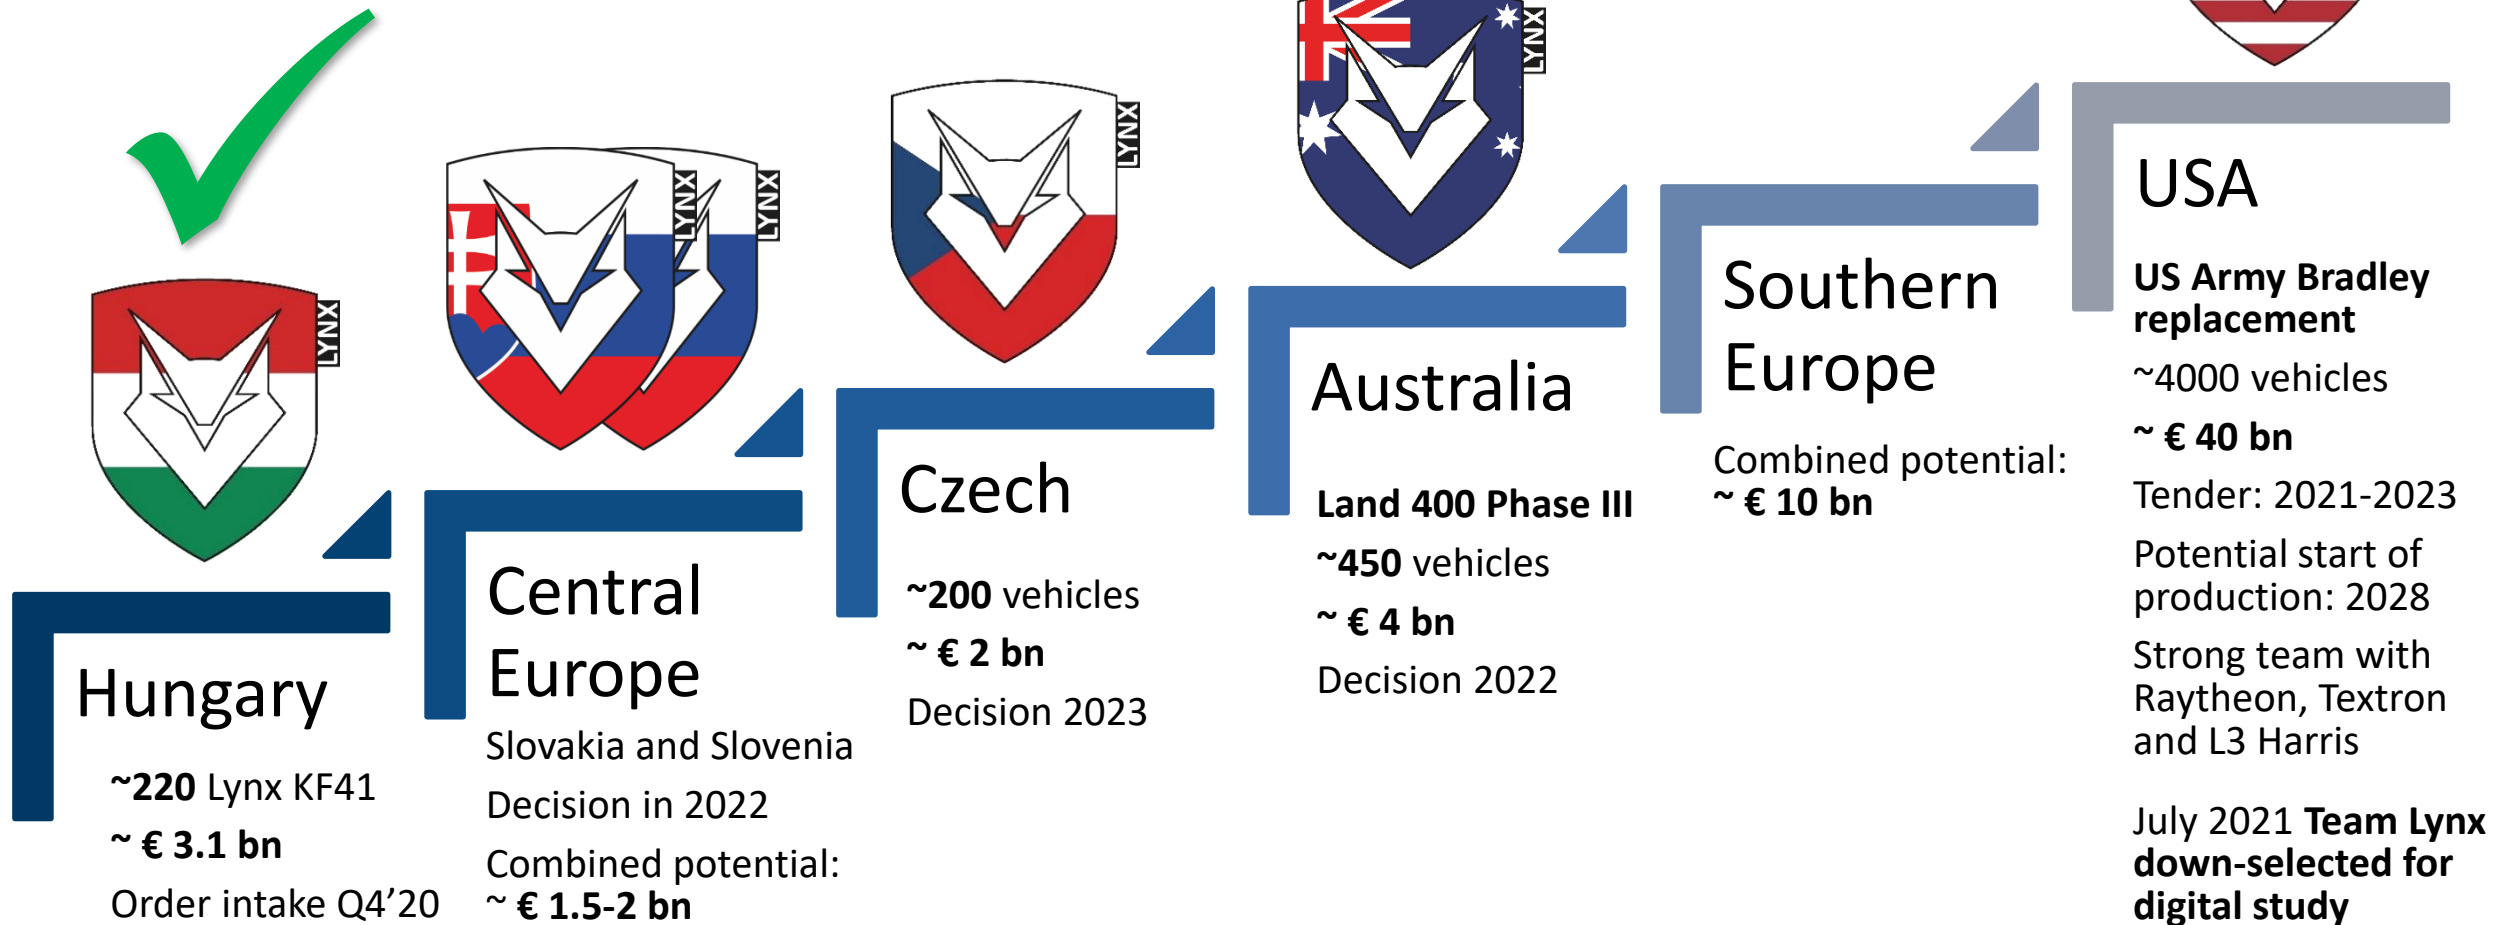 LYNX
Hungary
~220 Lynx KF41
~ € 3.1 bn
Order intake Q4’20
LYNX
LYNX
Central
Europe
Slovakia and Slovenia
Decision in 2022
Combined potential:
~ € 1.5-2 bn
LYNX
Czech
~200 vehicles
~ € 2 bn
Decision 2023
LYNX
Australia
Land 400 Phase III
~450 vehicles
~ € 4 bn
Decision 2022
Southern
Europe
Combined potential:
~ € 10 bn
USA
US Army Bradley
replacement
~4000 vehicles
~ € 40 bn
Tender: 2021-2023
Potential start of
production: 2028
Strong team with
Raytheon, Textron
and L3 Harris
July 2021 Team Lynx
down-selected for
digital study